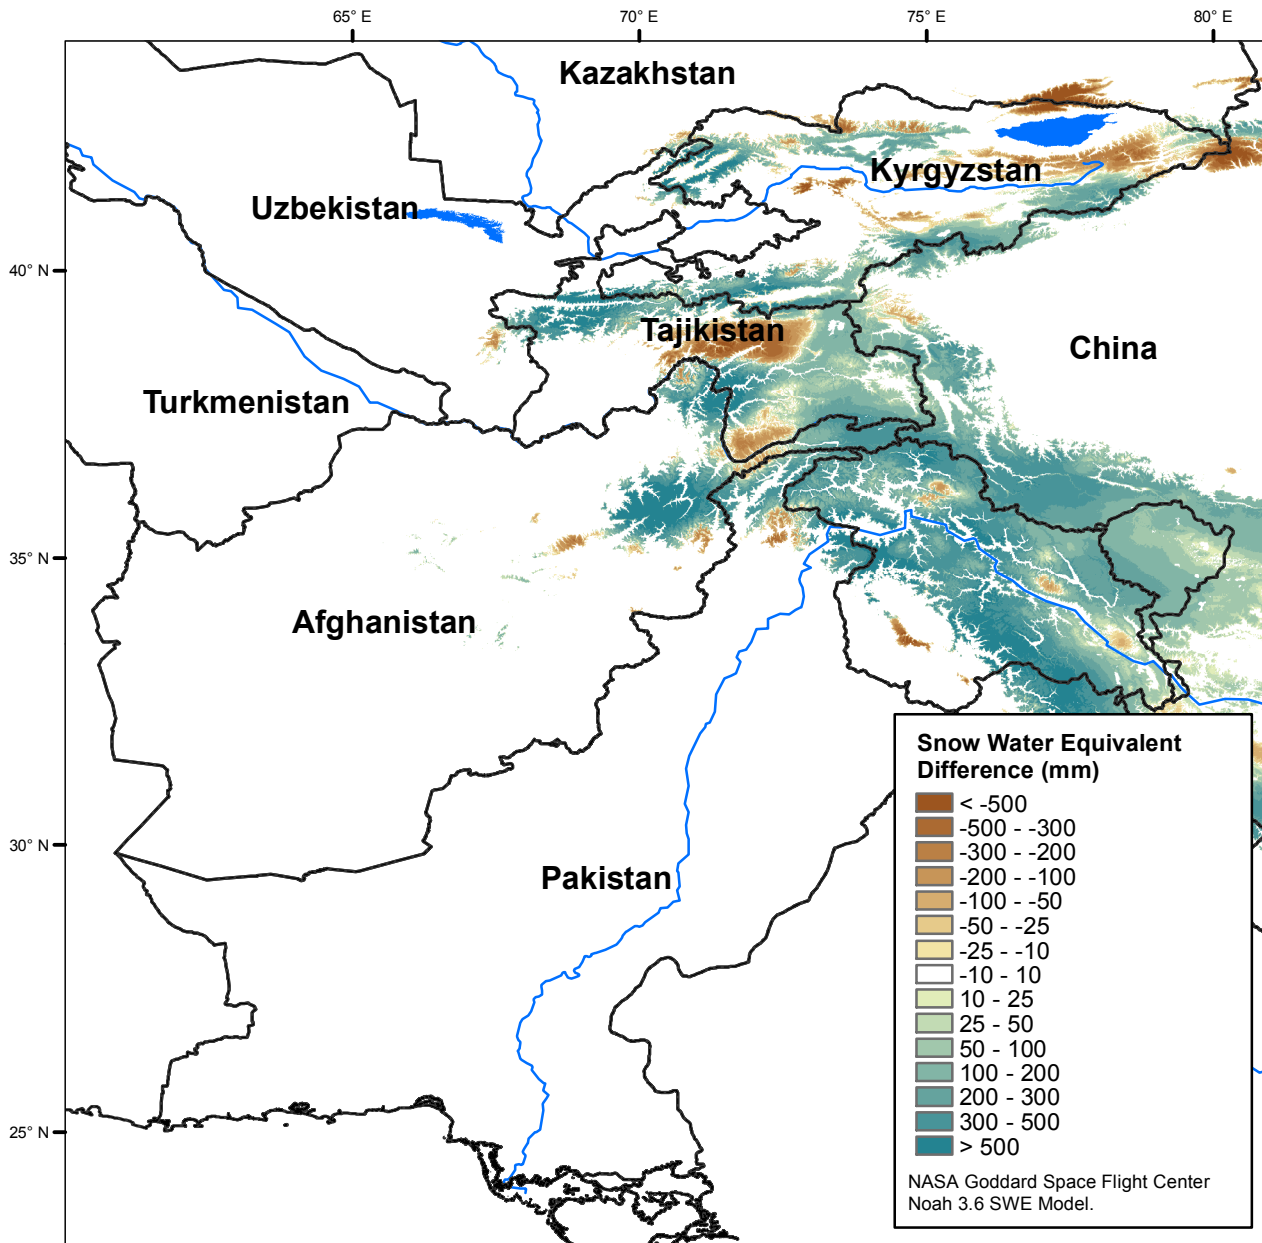 65° E
70° E
75° E
80° E
Kazakhstan
Kyrgyzstan
Uzbekistan
40° N
Tajikistan
China
Turkmenistan
35° N
Afghanistan
Snow Water Equivalent
Difference (mm)
< -500
-500 - -300
-300 - -200
-200 - -100
-100 - -50
-50 - -25
-25 - -10
-10 - 10
10 - 25
25 - 50
50 - 100
100 - 200
200 - 300
300 - 500
> 500
NASA Goddard Space Flight Center
Noah 3.6 SWE Model.
30° N
Pakistan
25° N